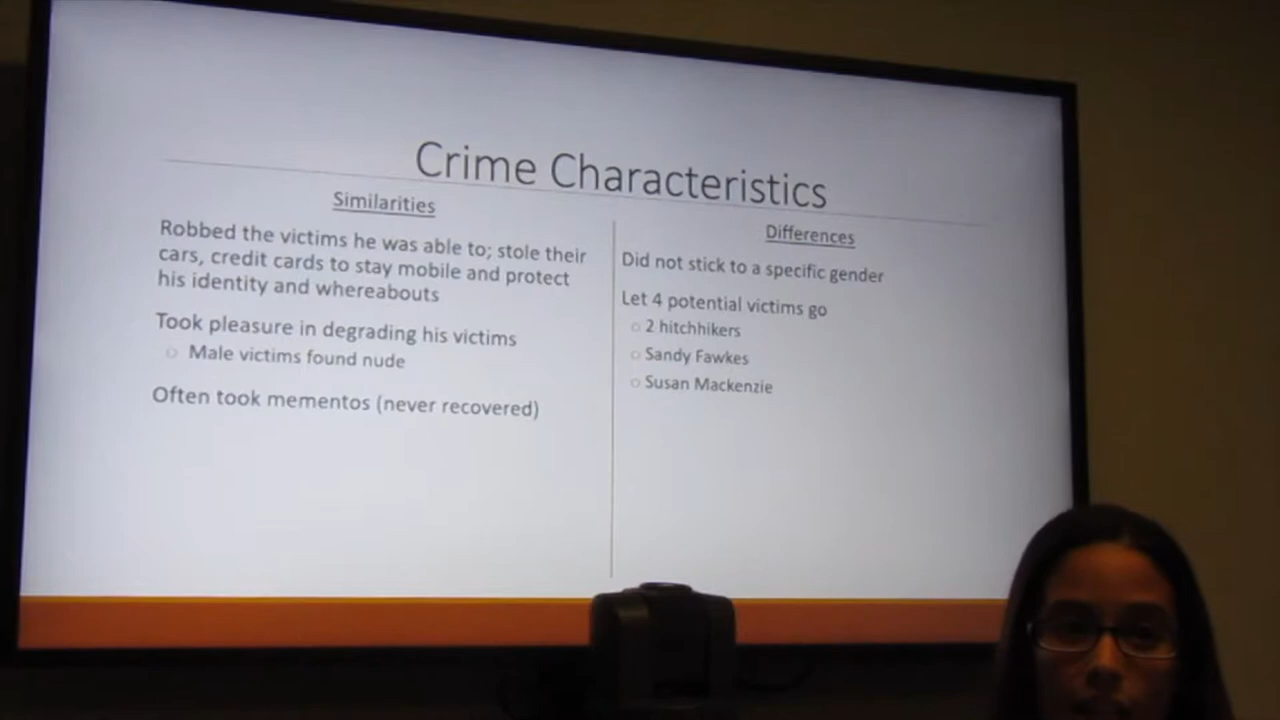 Crime Characteristics
Similarities
Robbed the victims he was able to; stole their
cars, credit cards to stay mobile and protect
his identity and whereabouts
Took pleasure in degrading his victims
Male victims found nude
Often took mementos (never recovered)
Differences
Did not stick to a specific gender
Let 4 potential victims go
2 hitchhikers
Sandy Fawkes
Susan Mackenzie